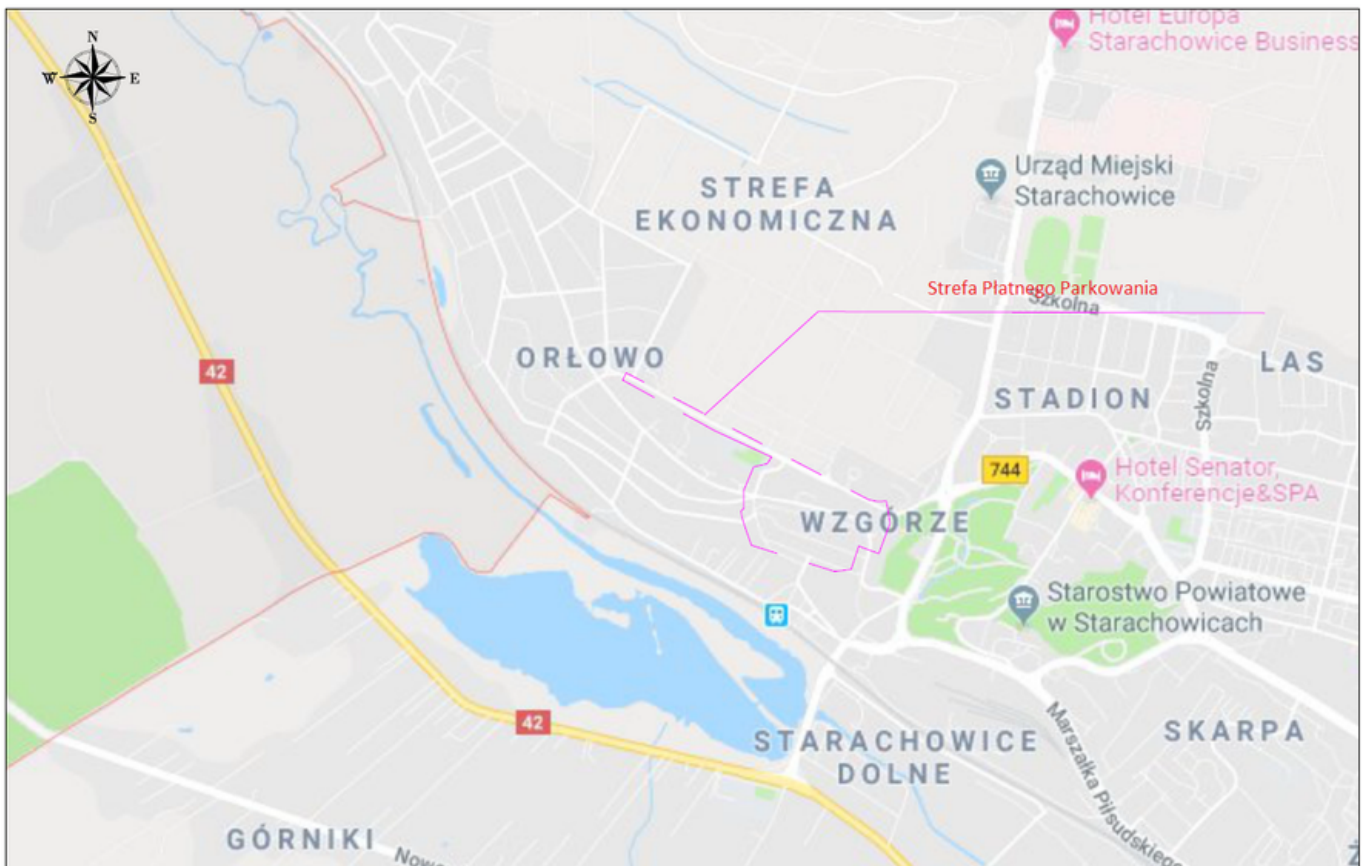 Hotel Europa
Starachowice Business
N
W
E
S
Urząd Miejski
Starachowice
STREFA
EKONOMICZNA
Strefa Płatnego Parkowania
Szkolna
ORŁOWO
42
LAS
STADION
Szkolna
744
Hotel Senator,
Konferencje&SPA
WZGÓRZE
Starostwo Powiatowe
w Starachowicach
42
STARACHOWICE
DOLNE
SKARPA
Marszałka Piłsudskiego
GÓRNIKI